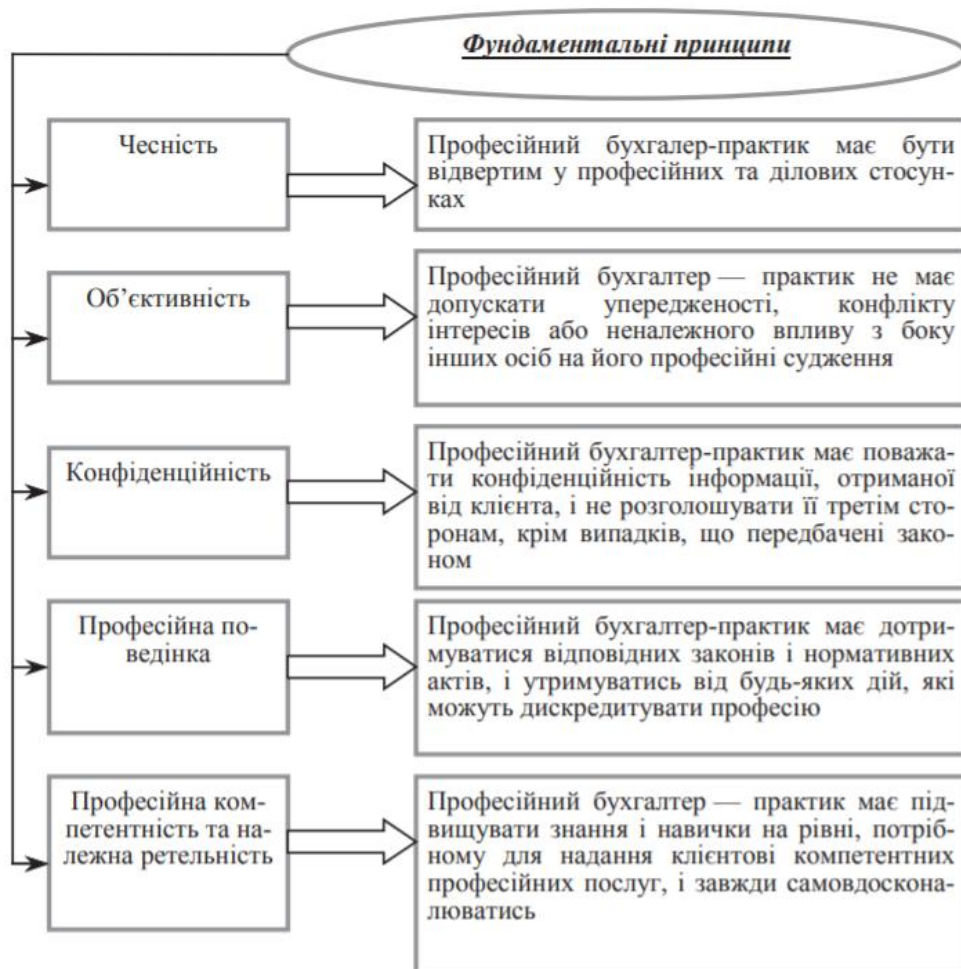 Фундаментальні принципи
Чесність
Професійний бухгалер-практик має бути
відвертим у професійних та ділових стосун-
ках
Об’єктивність
Професійний бухгалтер — практик не має
допускати упередженості, конфлікту
інтересів або неналежного впливу з боку
інших осіб на його професійні судження
Конфіденційність
Професійний бухгалтер-практик має поважа-
ти конфіденційність інформації, отриманої
від клієнта, і не розголошувати її третім сто-
ронам, крім випадків, що передбачені зако-
ном
Професійна по-
ведінка
Професійний бухгалтер-практик має дотри-
муватися відповідних законів і нормативних
актів, і утримуватись від будь-яких дій, які
можуть дискредитувати професію
Професійна ком-
петентність та на-
лежна ретельність
Професійний бухгалтер — практик має під-
вищувати знання і навички на рівні, потріб-
ному для надання клієнтові компетентних
професійних послуг, і завжди самовдоскона-
люватись